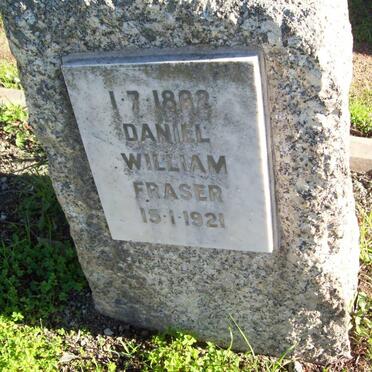 1-7-1882
DANIEL
WILLIAM
FRASER
15-1-1921